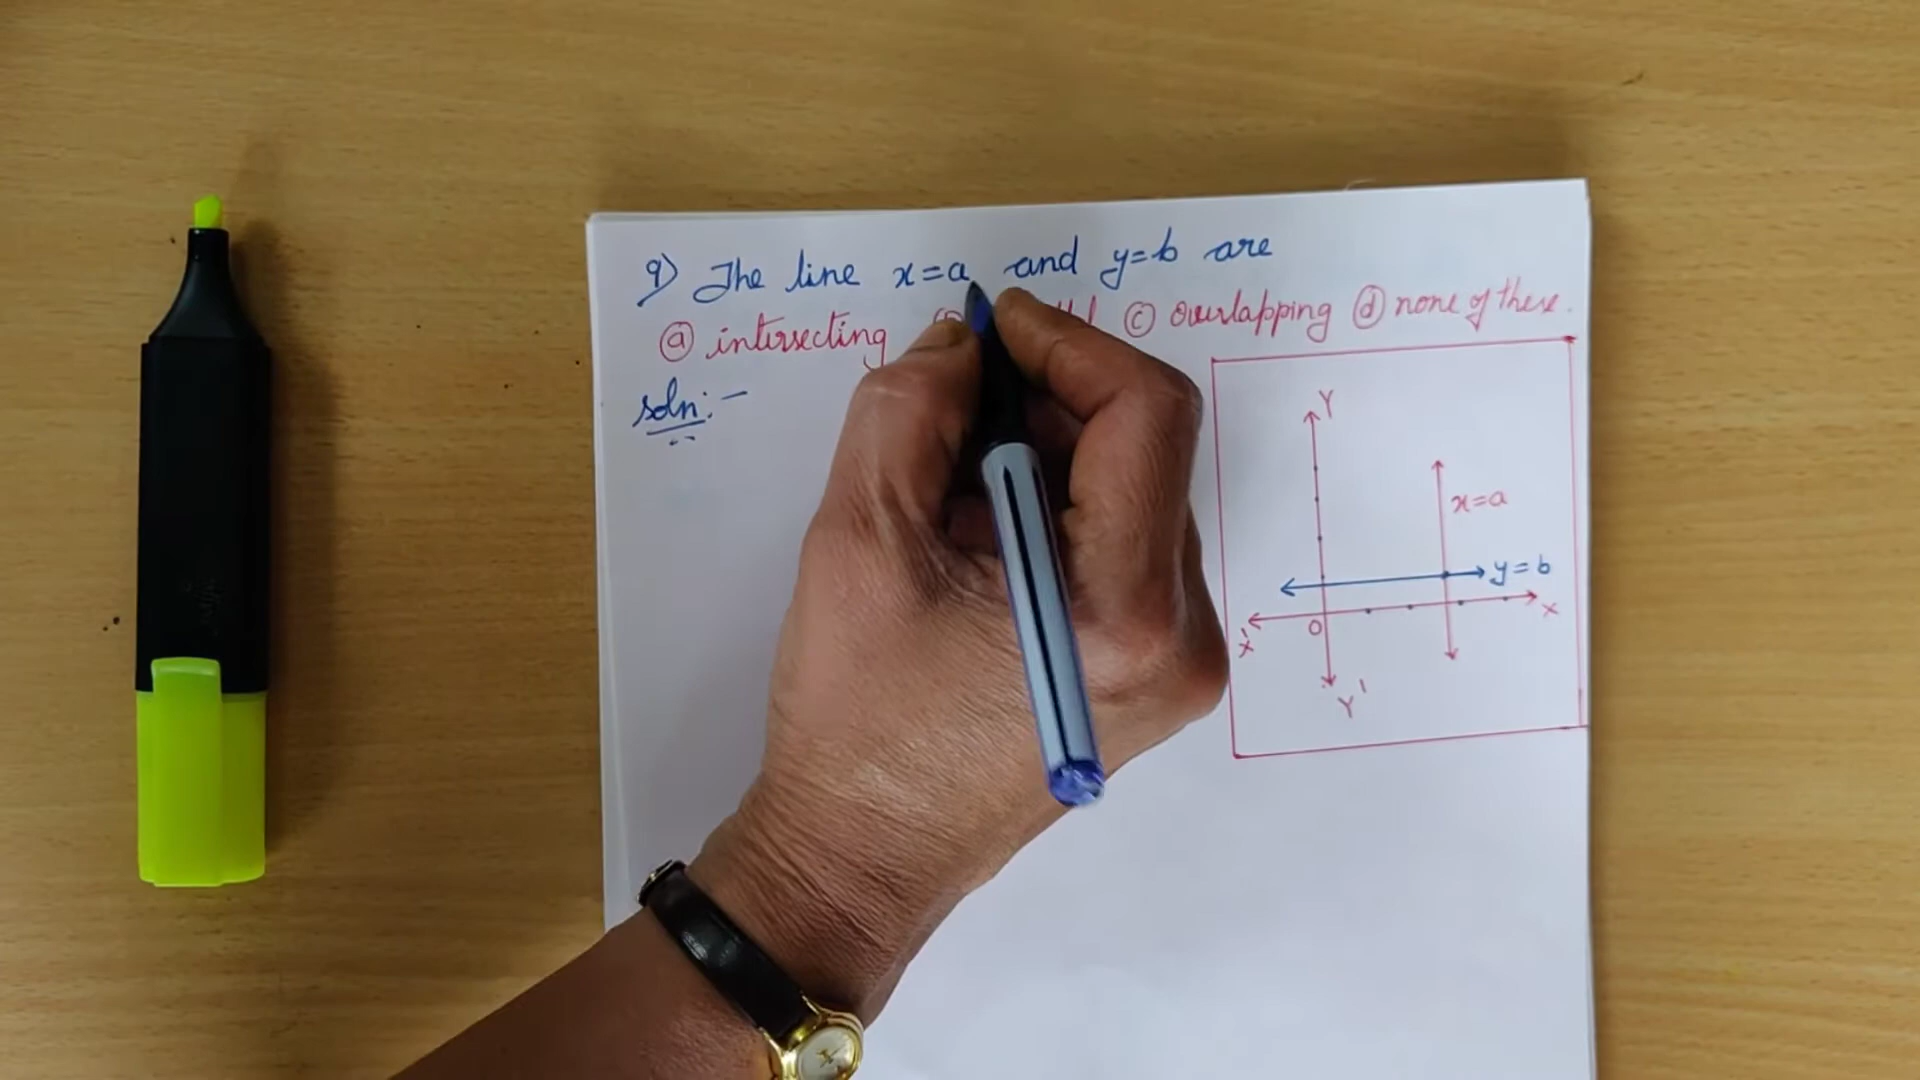 9) The line x=a and y=b are
ⓐ intersecting ⓒ overlapping ⓓ none of these.
soln:-
Y
x=a
y=b
X' O X
Y'